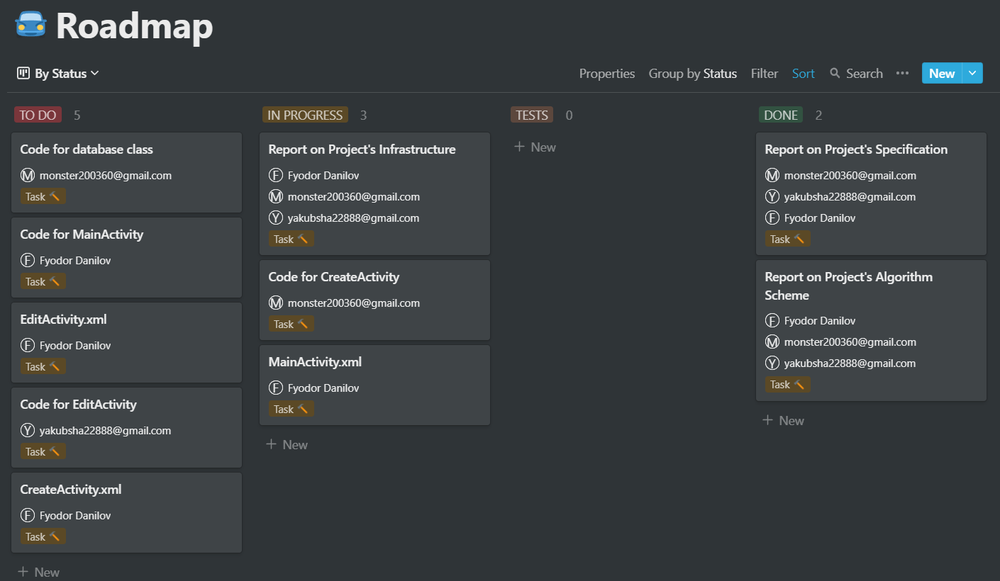 Roadmap
By Status
Properties Group by Status Filter Sort Search ••• New
TO DO 5
Code for database class
M monster200360@gmail.com
Task
Code for MainActivity
F Fyodor Danilov
Task
EditActivity.xml
F Fyodor Danilov
Task
Code for EditActivity
Y yakubsha22888@gmail.com
Task
CreateActivity.xml
F Fyodor Danilov
Task
+ New
IN PROGRESS 3
Report on Project's Infrastructure
F Fyodor Danilov
M monster200360@gmail.com
Y yakubsha22888@gmail.com
Task
Code for CreateActivity
M monster200360@gmail.com
Task
MainActivity.xml
F Fyodor Danilov
Task
+ New
TESTS 0
+ New
DONE 2
Report on Project's Specification
M monster200360@gmail.com
Y yakubsha22888@gmail.com
F Fyodor Danilov
Task
Report on Project's Algorithm
Scheme
F Fyodor Danilov
M monster200360@gmail.com
Y yakubsha22888@gmail.com
Task
+ New